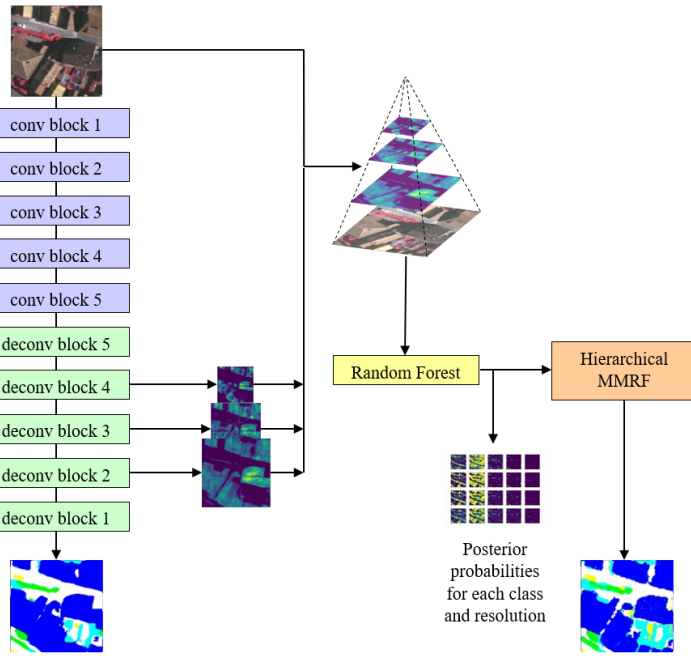 conv block 1
conv block 2
conv block 3
conv block 4
conv block 5
deconv block 5
deconv block 4
deconv block 3
deconv block 2
deconv block 1
Random Forest
Hierarchical
MMRF
Posterior
probabilities
for each class
and resolution